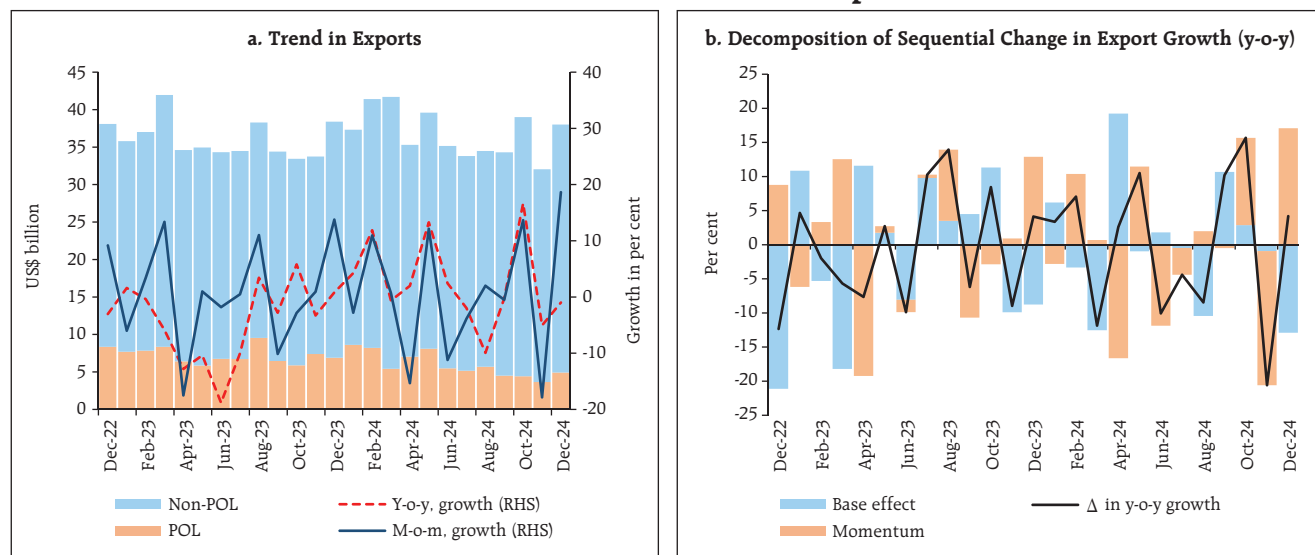 a. Trend in Exports
45
40
35
30
25
20
15
10
5
0
US$ billion
40
30
20
10
0
-10
-20
Growth in per cent
Dec-22
Feb-23
Apr-23
Jun-23
Aug-23
Oct-23
Dec-23
Feb-24
Apr-24
Jun-24
Aug-24
Oct-24
Dec-24
Non-POL
Y-o-y, growth (RHS)
POL
M-o-m, growth (RHS)
b. Decomposition of Sequential Change in Export Growth (y-o-y)
25
20
15
10
5
0
-5
-10
-15
-20
-25
Per cent
Dec-22
Feb-23
Apr-23
Jun-23
Aug-23
Oct-23
Dec-23
Feb-24
Apr-24
Jun-24
Aug-24
Oct-24
Dec-24
Base effect
Δ in y-o-y growth
Momentum